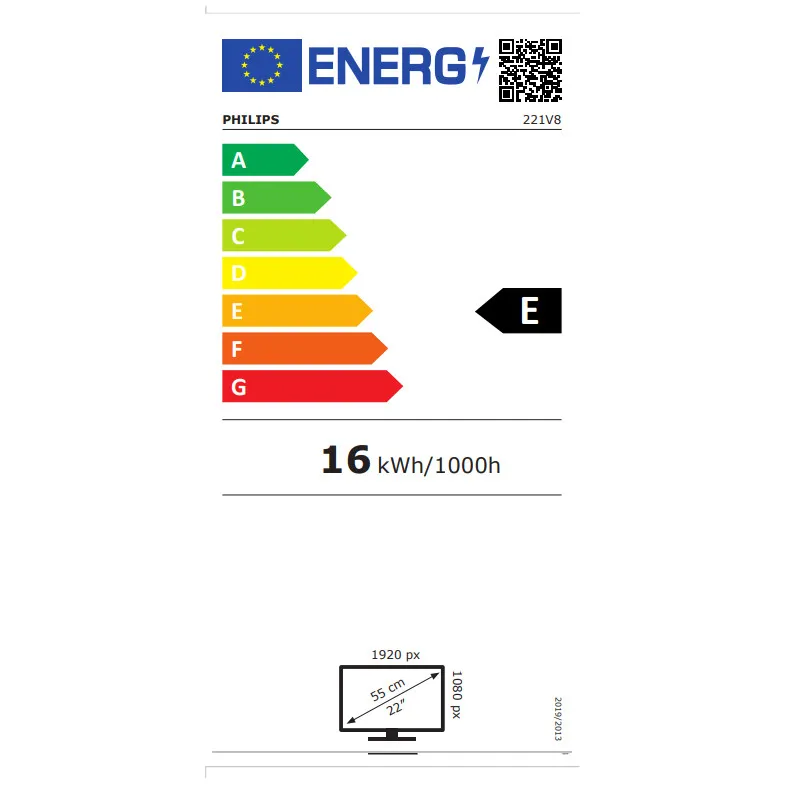 ENERG
PHILIPS
221V8
A
B
C
D
E
E
F
G
16 kWh/1000h
1920 px
55 cm
22"
1080 px
2019/2013